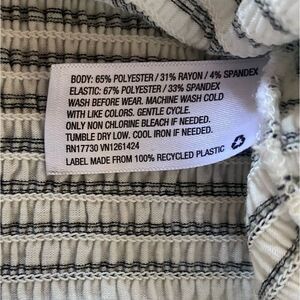 BODY: 65% POLYESTER / 31% RAYON / 4% SPANDEX
ELASTIC: 67% POLYESTER / 33% SPANDEX
WASH BEFORE WEAR. MACHINE WASH COLD
WITH LIKE COLORS. GENTLE CYCLE.
ONLY NON CHLORINE BLEACH IF NEEDED.
TUMBLE DRY LOW. COOL IRON IF NEEDED.
RN17730 VN1261424
LABEL MADE FROM 100% RECYCLED PLASTIC